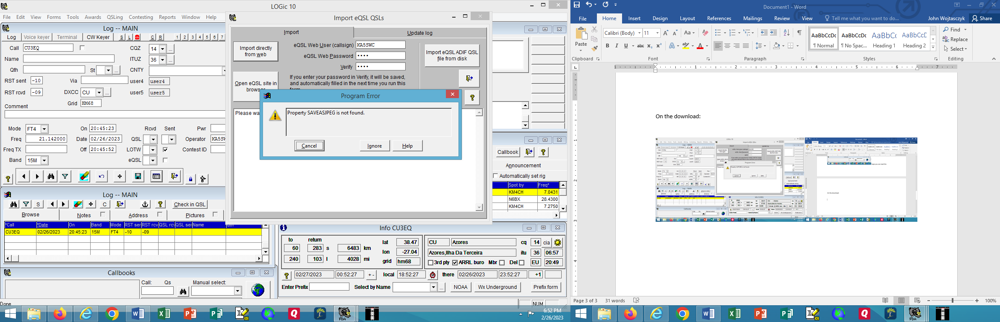 LOGic 10
File Edit View Forms Tools Awards QSLing Contesting Reports Window Help
Log -- MAIN
Log Voice keyer Terminal CW Keyer S L C R 1 2 3 4 5 6 7
Call CU3EQ CQZ 14 ...
Name ITUZ 36 ...
Qth St ... CNTY
RST sent -10 Via user4 user4
RST rcvd -09 DXCC CU ... user5 user5
Grid HM68
Comment
Mode FT4 On 20:45:23 Rcvd Sent Pwr
Freq 21.142000 Date 02/26/2023 QSL Operator KA5SW
Freq TX Off 20:45:52 LOTW Contest ID
Band 15M eQSL
Log -- MAIN
S C Check in QSL
Browse Notes Address Pictures
*Call *Date On Band Mode RST ser RST rcv QSL rcv QSL ser Name Qth
CU3EQ 02/26/2023 20:45:23 15M FT4 -10 -09
Callbooks
Call: Qs Manual select:
Done
Import eQSL QSLs
Import Update log
Import directly from web
eQSL Web User (callsign) KA5SWC
eQSL Web Password ••••
Verify ••••
Import eQSL ADIF QSL file from disk
Open eQSL site in browser
If you enter your password in Verify, it will be saved,
and automatically filled in the next time you run this
form
Please wa
Program Error
Property SAVEASJPEG is not found.
Cancel Ignore Help
Callbook
Announcement
Automatically set rig
Spot by Freq*
KM4CH 7.0431
N6BX 28.4300
KM4CH 7.2750
Info CU3EQ
to return lat 38.47 CU Azores cq 14 cia
60 283 s 6483 km lon -27.04 Azores,Ilha Da Terceira itu 36 06:57
240 103 l 4028 mi grid hm68 3rd pty ARRL buro Mbr Del EU 20:49
02/27/2023 00:52:27 + - local 18:52:27 there 02/26/2023 23:52:27 +1
Enter Prefix Select by Name ... NOAA Wx Underground Prefix form
NUM
6:52 PM
2/26/2023
Document1 - Word
File Home Insert Design Layout References Mailings Review View Tell me what you want to do... John Wojtasczyk Share
Paste
Calibri (Body) 11 Aa
B I U abc x₂ x² A A
AaBbCcDc AaBbCcDc AaBbCc AaBbCcD
¶ Normal ¶ No Spac... Heading 1 Heading 2
Find
Replace
Select
Clipboard Font Paragraph Styles Editing
1 1 2 3 4 5 6 7
On the download:
Page 3 of 3 31 words 100%